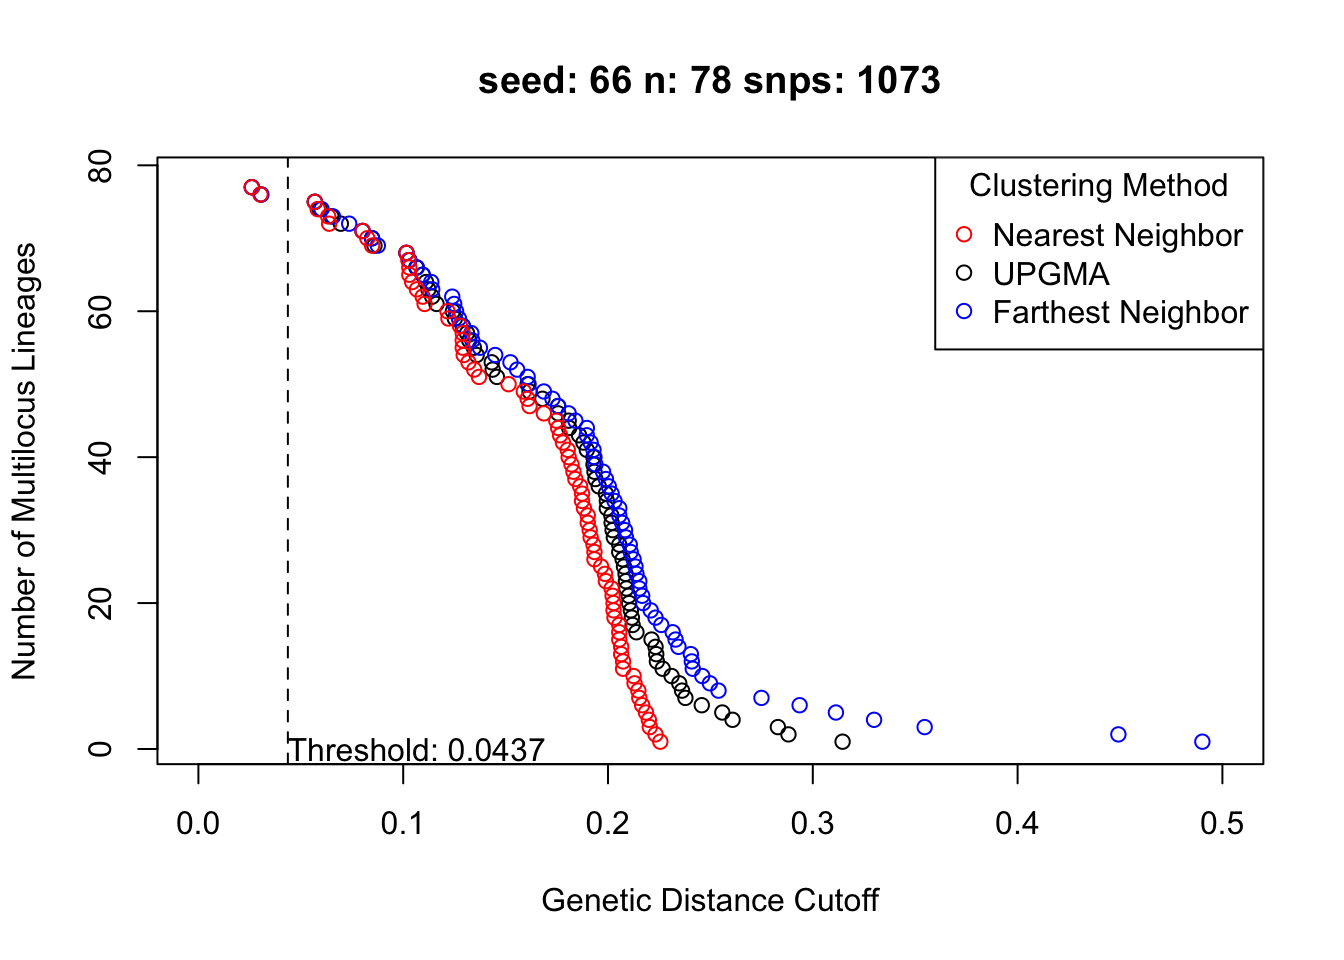 seed: 66 n: 78 snps: 1073
Number of Multilocus Lineages
80
60
40
20
0
Clustering Method
Nearest Neighbor
UPGMA
Farthest Neighbor
Threshold: 0.0437
0.0 0.1 0.2 0.3 0.4 0.5
Genetic Distance Cutoff